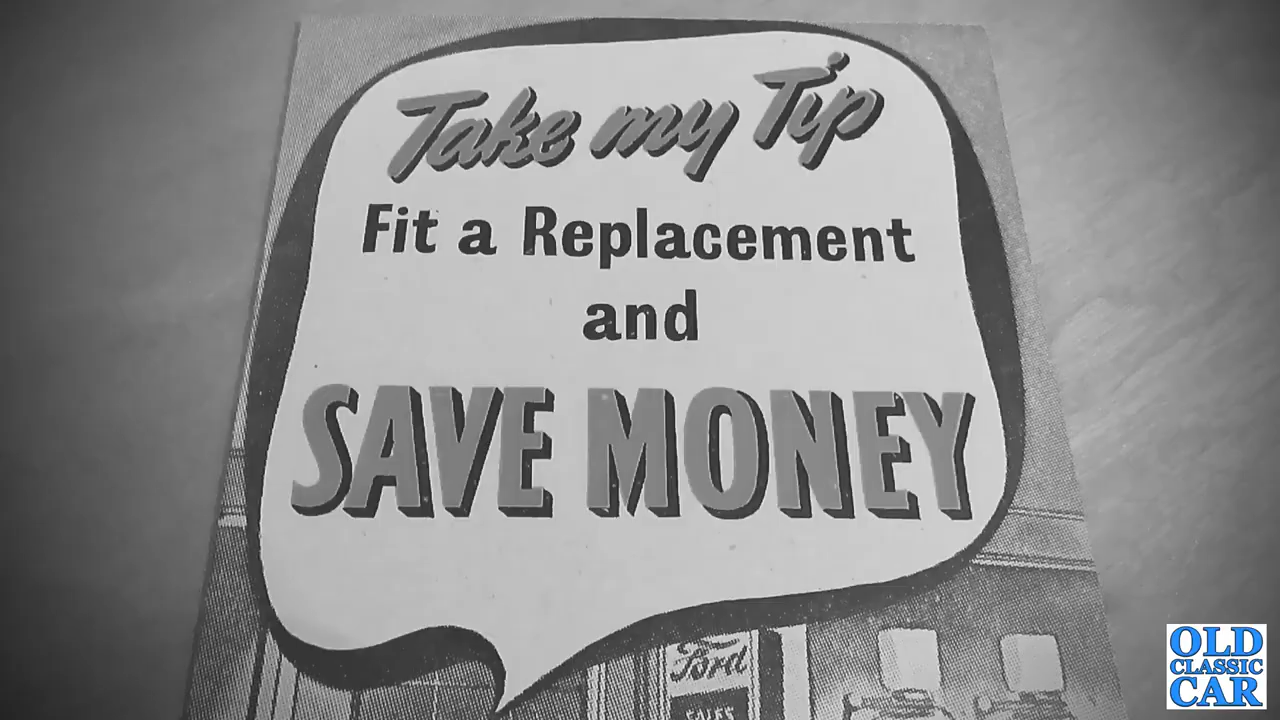 Take my Tip
Fit a Replacement
and
SAVE MONEY
Ford
OLD
CLASSIC
CAR